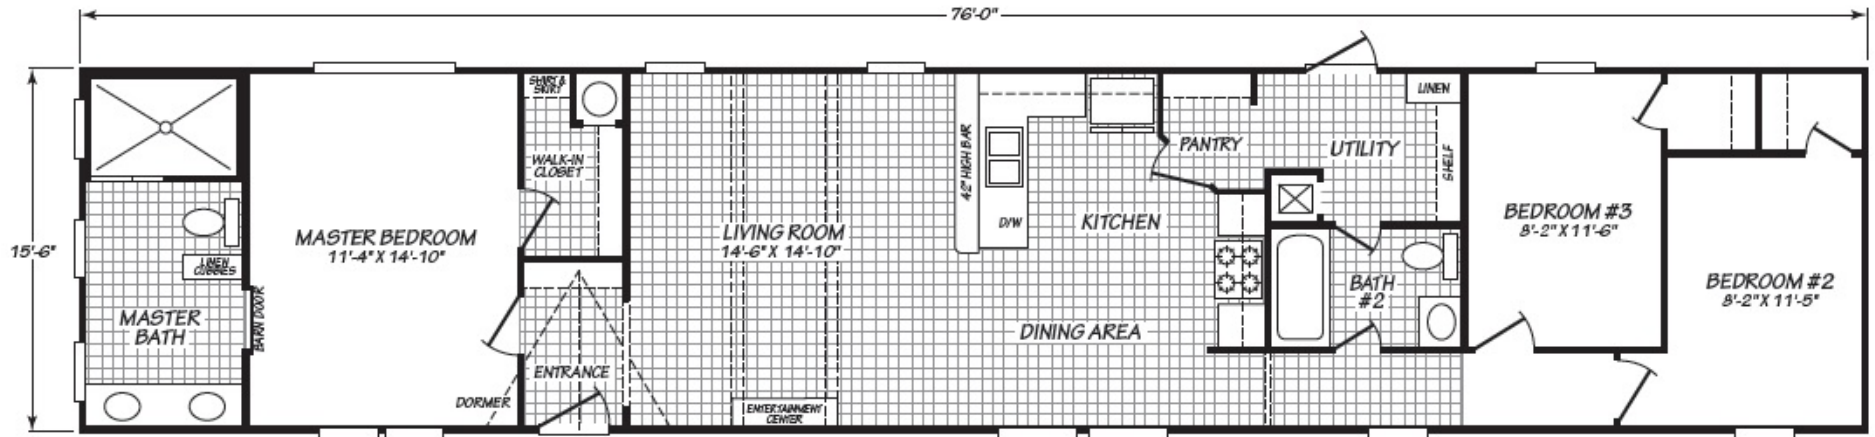 76'-0"
15'-6"
SHIRT &
SKIRT
LINEN
PANTRY
UTILITY
SHELF
WALK-IN
CLOSET
42" HIGH BAR
D/W
KITCHEN
BEDROOM #3
8'-2" X 11'-6"
MASTER BEDROOM
11'-4" X 14'-10"
LIVING ROOM
14'-6" X 14'-10"
LINEN
CUBBIES
BATH
#2
BEDROOM #2
8'-2" X 11'-5"
MASTER
BATH
BARN DOOR
DINING AREA
ENTRANCE
DORMER
ENTERTAINMENT
CENTER